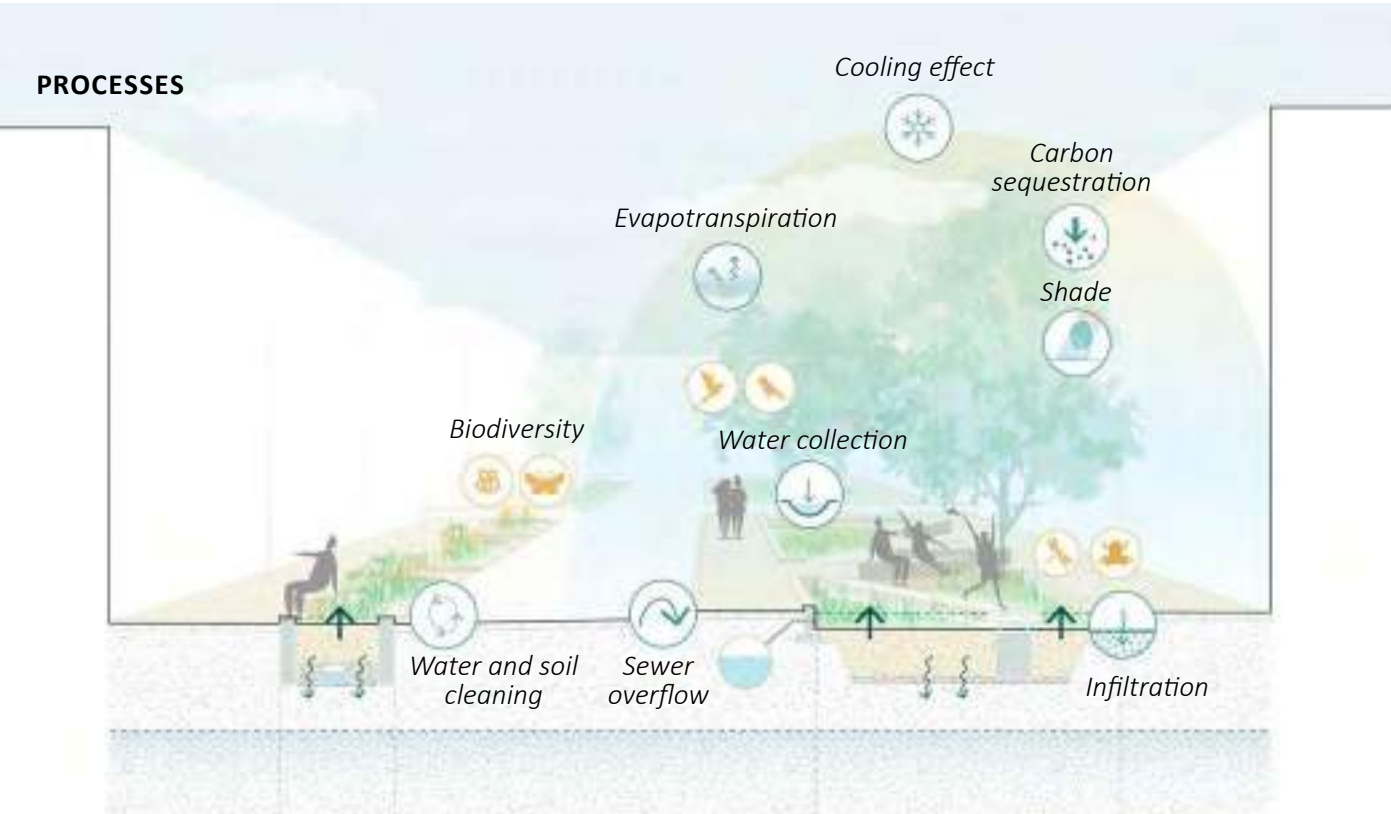 PROCESSES
Cooling effect
Carbon
sequestration
Evapotranspiration
Shade
Biodiversity
Water collection
Water and soil
cleaning
Sewer
overflow
Infiltration